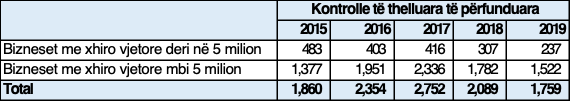 Kontrolle të thelluara të përfunduara
2015 2016 2017 2018 2019
Bizneset me xhiro vjetore deri në 5 milion 483 403 416 307 237
Bizneset me xhiro vjetore mbi 5 milion 1,377 1,951 2,336 1,782 1,522
Total 1,860 2,354 2,752 2,089 1,759